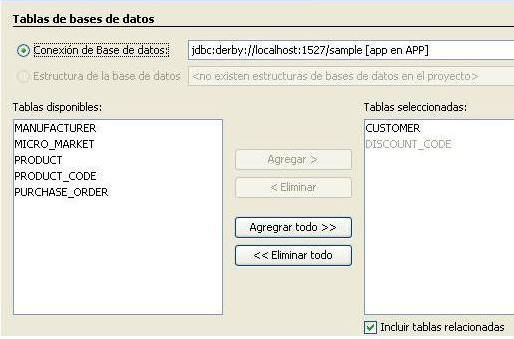 Tablas de bases de datos
Conexión de Base de datos: jdbc:derby://localhost:1527/sample [app en APP]
Estructura de la base de datos <no existen estructuras de bases de datos en el proyecto>
Tablas disponibles: Tablas seleccionadas:
MANUFACTURER CUSTOMER
MICRO_MARKET DISCOUNT_CODE
PRODUCT Agregar >
PRODUCT_CODE
PURCHASE_ORDER < Eliminar
Agregrar todo >>
<< Eliminar todo
Incluir tablas relacionadas